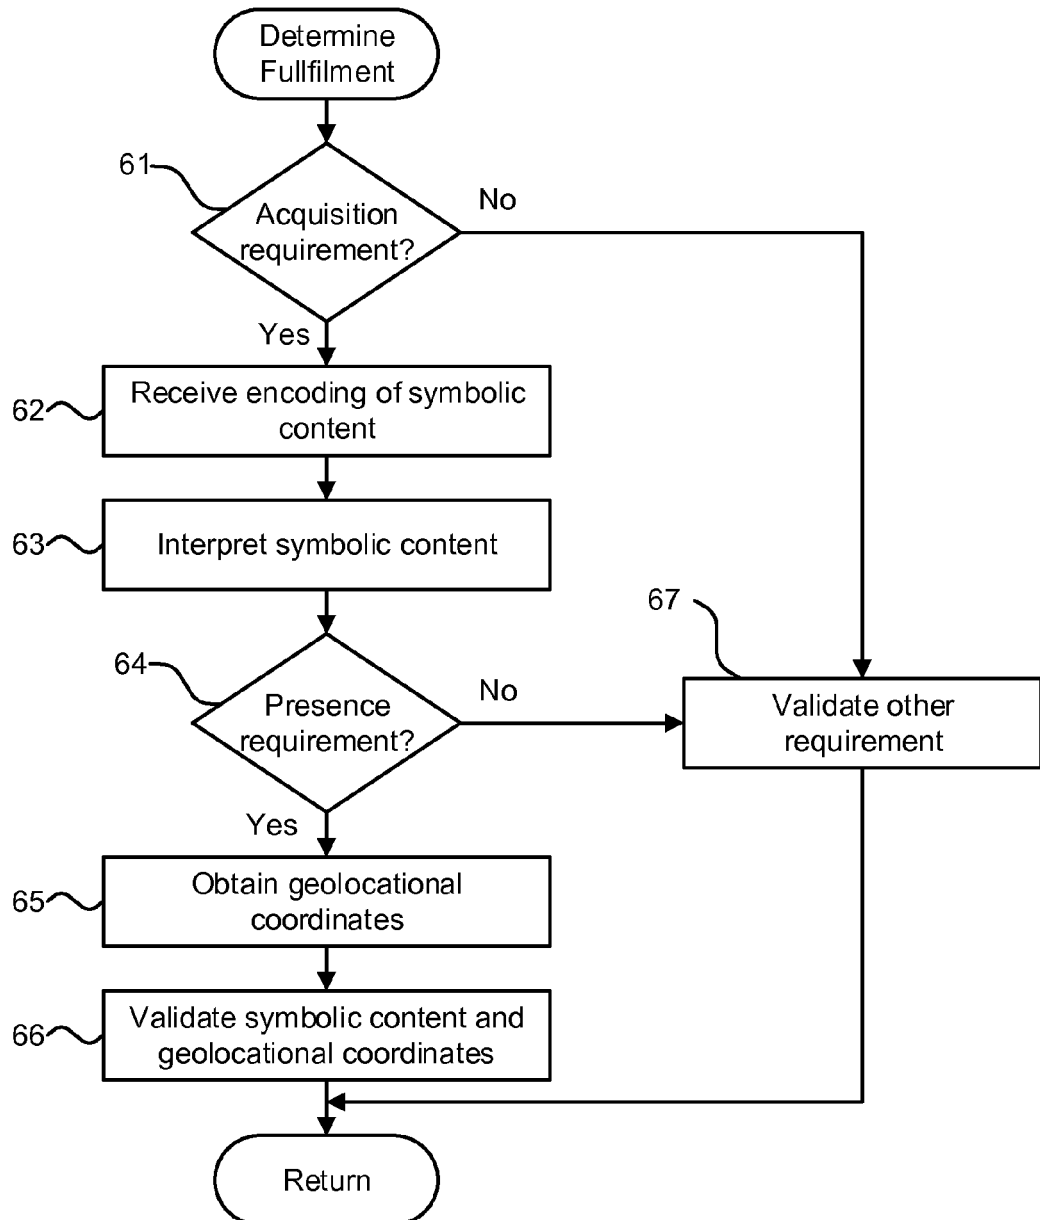 Determine
Fullfilment
61
Acquisition
requirement?
No
Yes
62
Receive encoding of symbolic
content
63
Interpret symbolic content
67
64
Presence
requirement?
No
Validate other
requirement
Yes
65
Obtain geolocational
coordinates
66
Validate symbolic content and
geolocational coordinates
Return